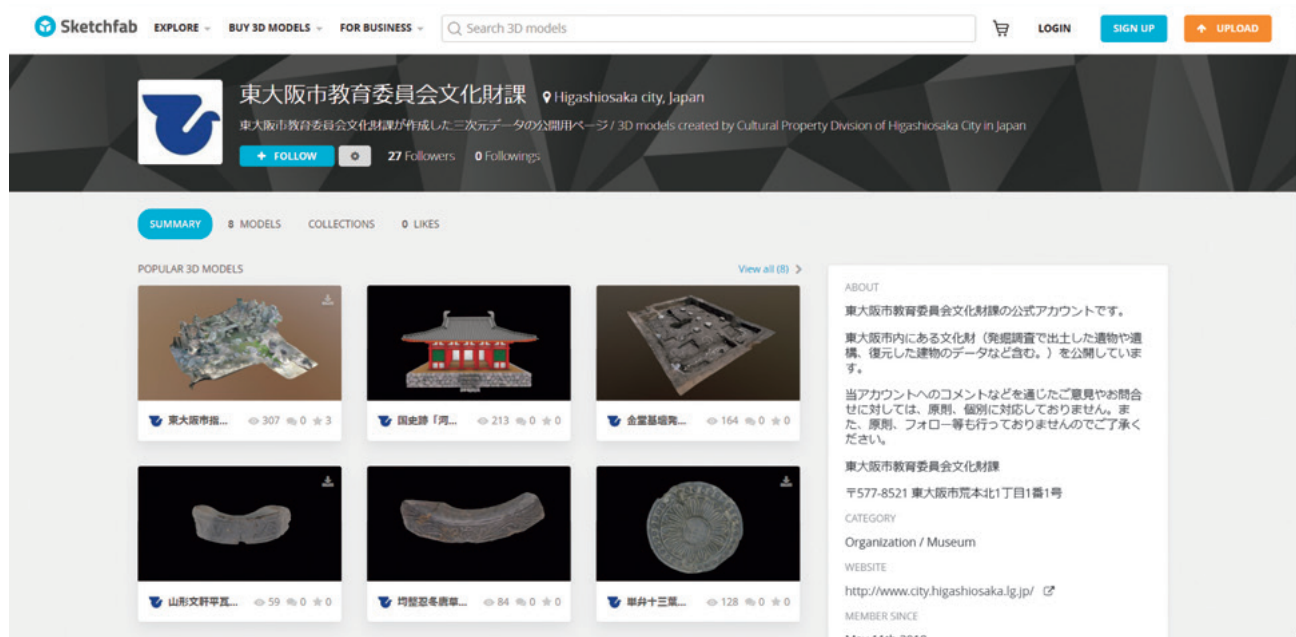 Sketchfab EXPLORE BUY 3D MODELS FOR BUSINESS Search 3D models LOGIN SIGN UP UPLOAD
東大阪市教育委員会文化財課 Higashiosaka city, Japan
東大阪市教育委員会文化財課が作成した三次元データの公開用ページ / 3D models created by Cultural Property Division of Higashiosaka City in Japan
+ FOLLOW 27 Followers 0 Followings
SUMMARY 8 MODELS COLLECTIONS 0 LIKES
POPULAR 3D MODELS View all (8)
東大阪市指... 307 0 3
国史跡「河... 213 0 0
金堂基壇発... 164 0 0
山形文軒平瓦... 59 0 0
均整忍冬唐草... 84 0 0
単弁十三葉... 128 0 0
ABOUT
東大阪市教育委員会文化財課の公式アカウントです。
東大阪市内にある文化財（発掘調査で出土した遺物や遺
構、復元した建物のデータなど含む。）を公開していま
す。
当アカウントへのコメントなどを通じたご意見やお問合
せに対しては、原則、個別に対応しておりません。ま
た、原則、フォロー等も行っておりませんのでご了承く
ださい。
東大阪市教育委員会文化財課
〒577-8521 東大阪市荒本北1丁目1番1号
CATEGORY
Organization / Museum
WEBSITE
http://www.city.higashiosaka.lg.jp/
MEMBER SINCE